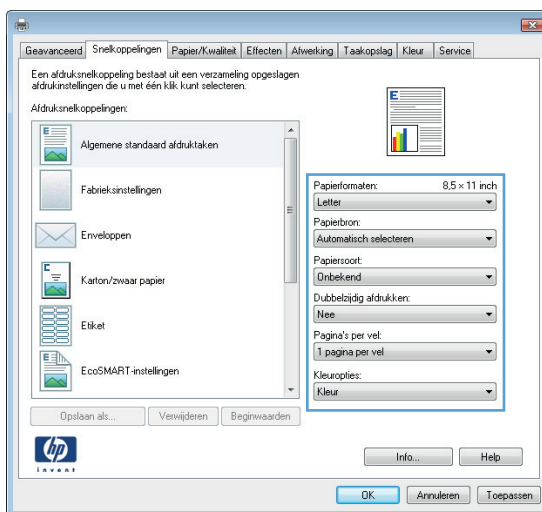 Geavanceerd Snelkoppelingen Papier/Kwaliteit Effecten Afwerking Taakopslag Kleur Service
Een afdruksnelkoppeling bestaat uit een verzameling opgeslagen
afdrukinstellingen die u met één klik kunt selecteren.
Afdruksnelkoppelingen:
Algemene standaard afdruktaken
Fabrieksinstellingen
Enveloppen
Karton/zwaar papier
Etiket
EcoSMART-instellingen
Opslaan als... Verwijderen Beginwaarden
E
Papierformaten: 8,5 × 11 inch
Letter
Papierbron:
Automatisch selecteren
Papiersoort:
Onbekend
Dubbelzijdig afdrukken:
Nee
Pagina's per vel:
1 pagina per vel
Kleuropties:
Kleur
hp
invent
Info... Help
OK Annuleren Toepassen